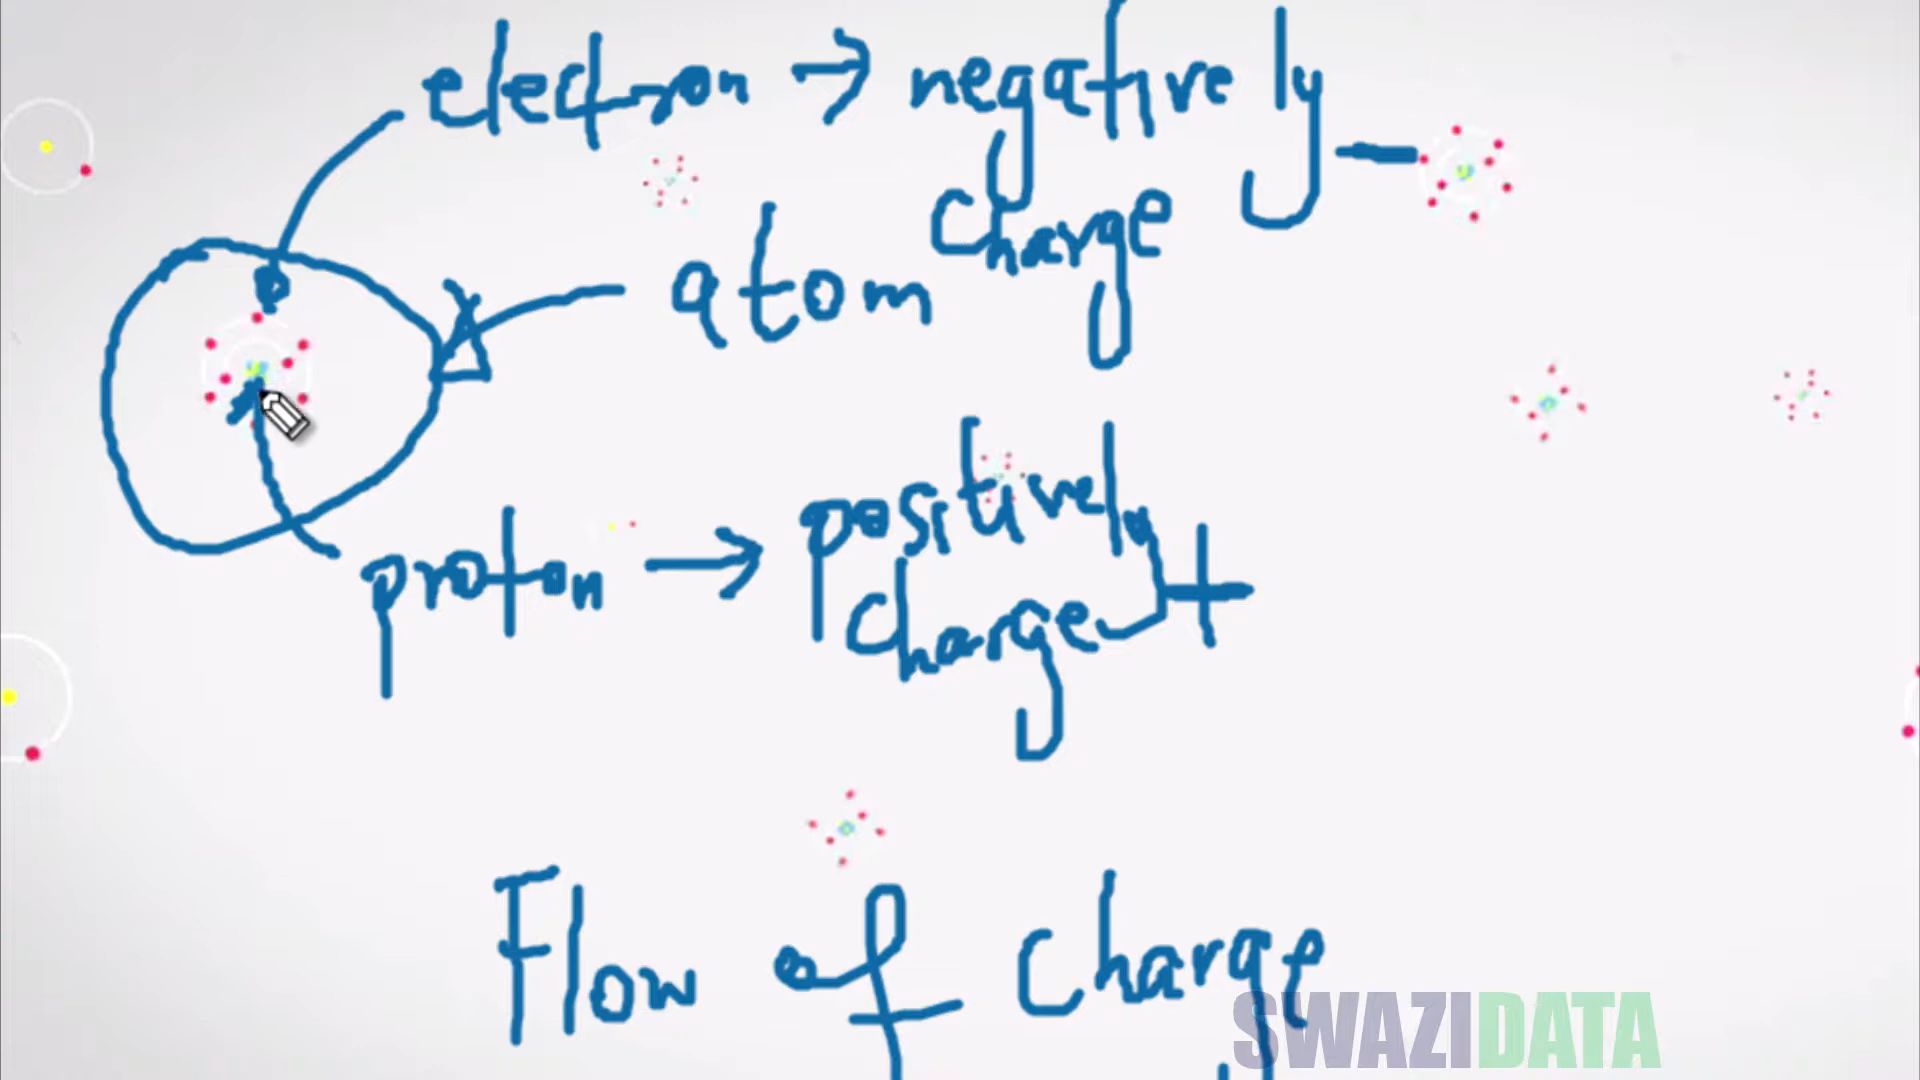 electron → negatively -
charge
atom
proton → positively +
charge
Flow of charge
SWAZIDATA